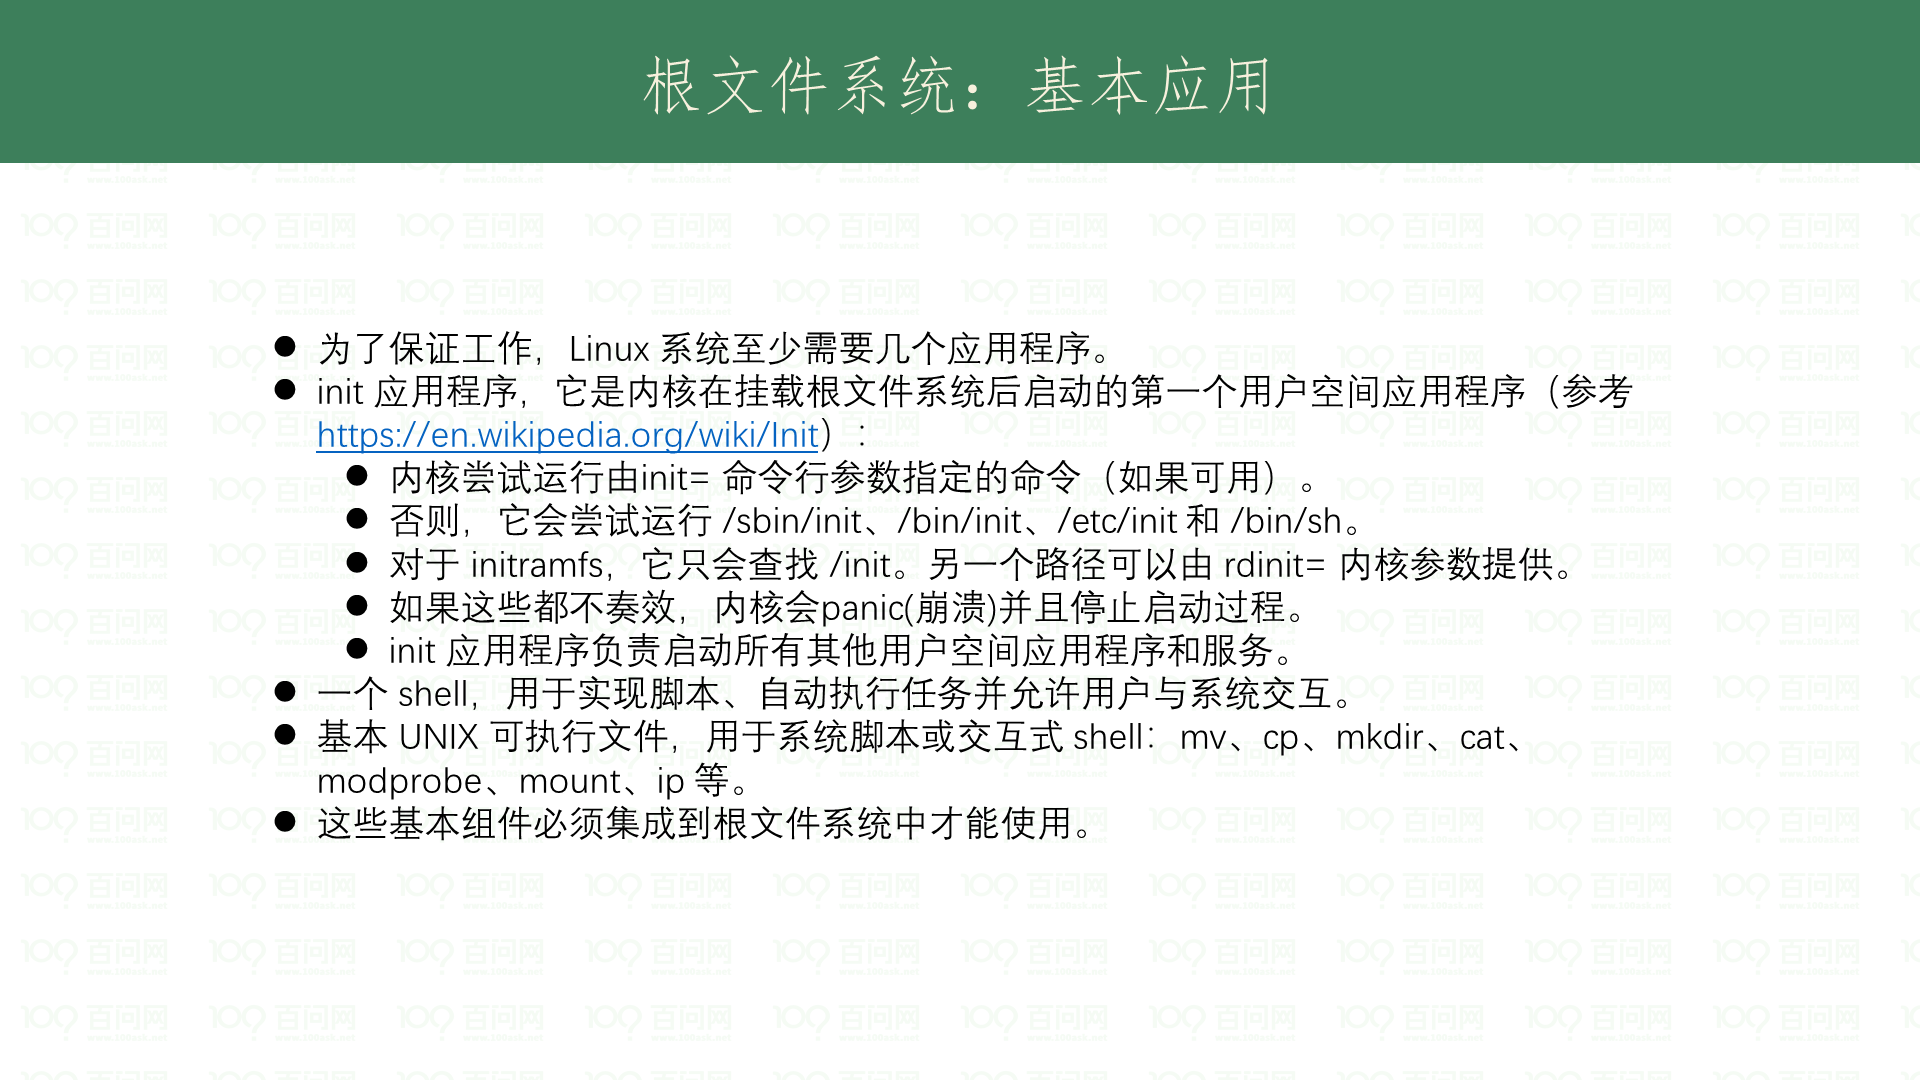 根文件系统：基本应用
● 为了保证工作，Linux 系统至少需要几个应用程序。
● init 应用程序，它是内核在挂载根文件系统后启动的第一个用户空间应用程序（参考
https://en.wikipedia.org/wiki/Init）：
● 内核尝试运行由init= 命令行参数指定的命令（如果可用）。
● 否则，它会尝试运行 /sbin/init、/bin/init、/etc/init 和 /bin/sh。
● 对于 initramfs，它只会查找 /init。另一个路径可以由 rdinit= 内核参数提供。
● 如果这些都不奏效，内核会panic(崩溃)并且停止启动过程。
● init 应用程序负责启动所有其他用户空间应用程序和服务。
● 一个 shell，用于实现脚本、自动执行任务并允许用户与系统交互。
● 基本 UNIX 可执行文件，用于系统脚本或交互式 shell：mv、cp、mkdir、cat、
modprobe、mount、ip 等。
● 这些基本组件必须集成到根文件系统中才能使用。